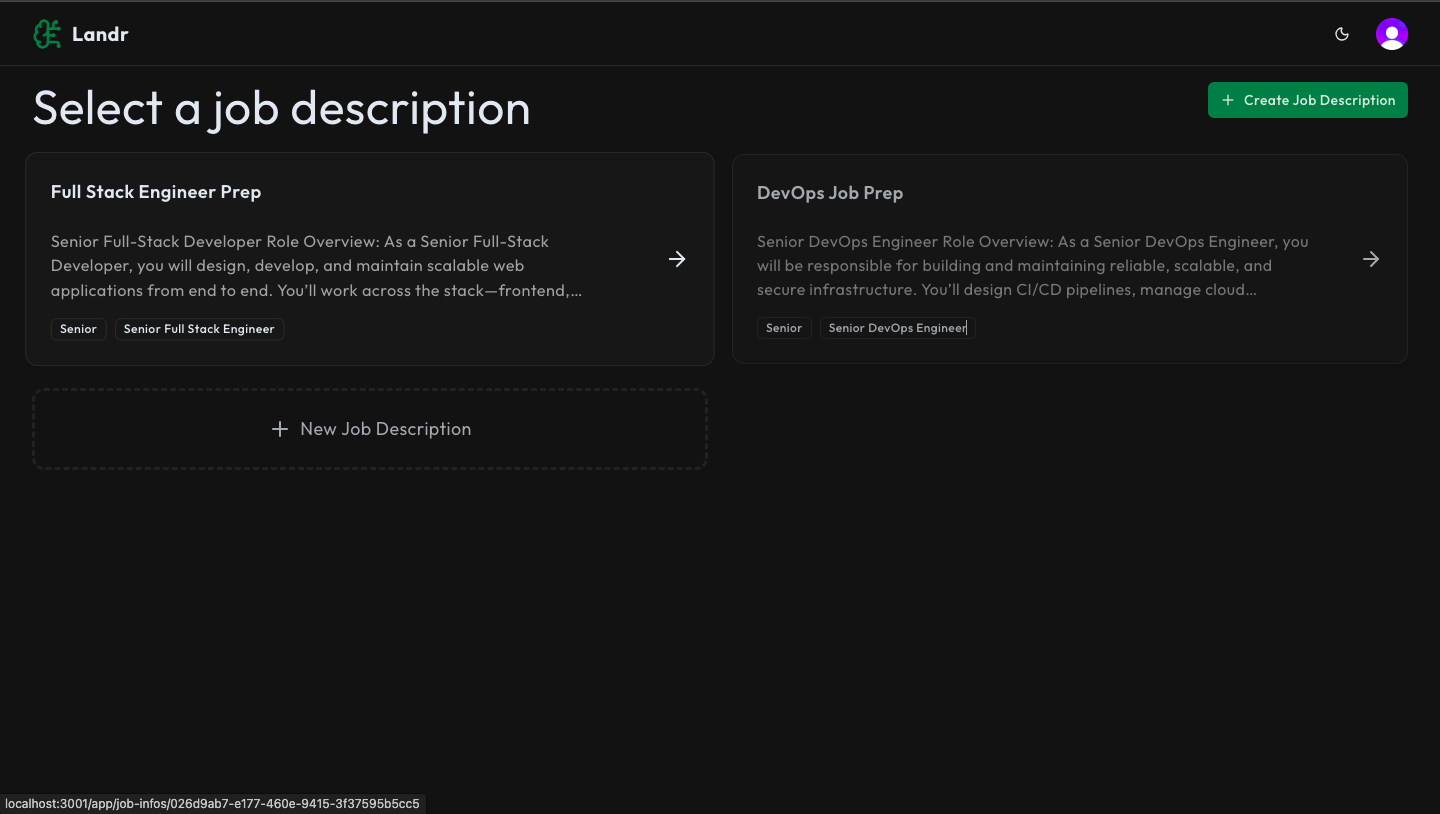 Landr
Select a job description
Create Job Description
Full Stack Engineer Prep
Senior Full-Stack Developer Role Overview: As a Senior Full-Stack
Developer, you will design, develop, and maintain scalable web
applications from end to end. You’ll work across the stack—frontend,…
Senior
Senior Full Stack Engineer
DevOps Job Prep
Senior DevOps Engineer Role Overview: As a Senior DevOps Engineer, you
will be responsible for building and maintaining reliable, scalable, and
secure infrastructure. You’ll design CI/CD pipelines, manage cloud…
Senior
Senior DevOps Engineer
New Job Description
localhost:3001/app/job-infos/026d9ab7-e177-460e-9415-3f37595b5cc5